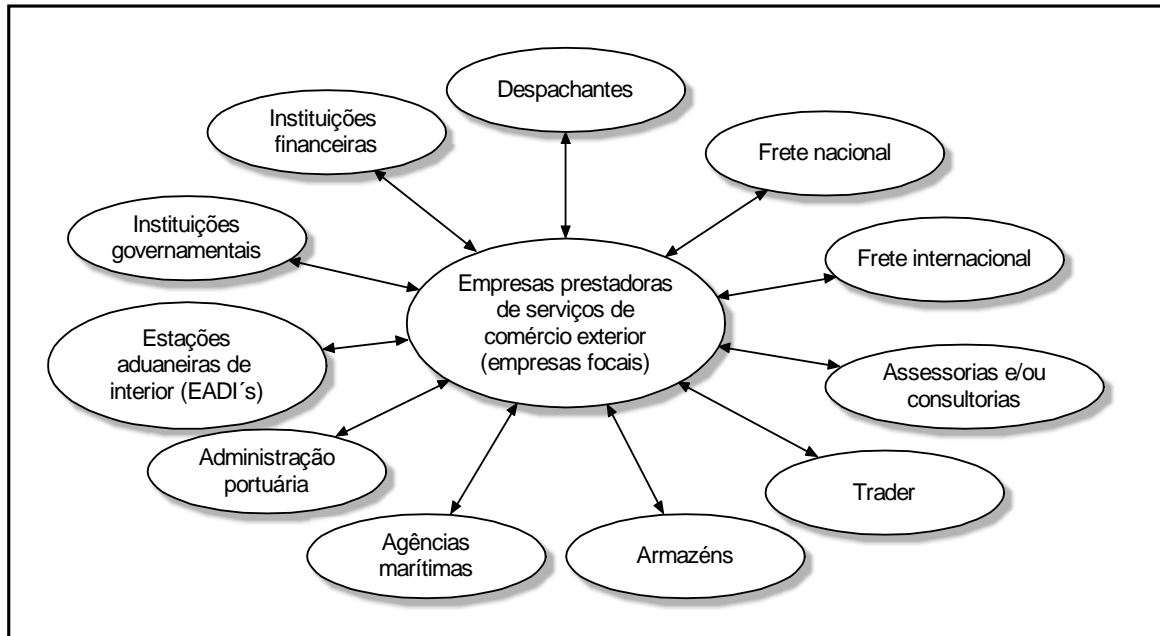 Despachantes
Instituições
financeiras
Frete nacional
Instituições
governamentais
Frete internacional
Empresas prestadoras
de serviços de
comércio exterior
(empresas focais)
Estações
aduaneiras de
interior (EADI´s)
Assessorias e/ou
consultorias
Administração
portuária
Trader
Agências
marítimas
Armazéns